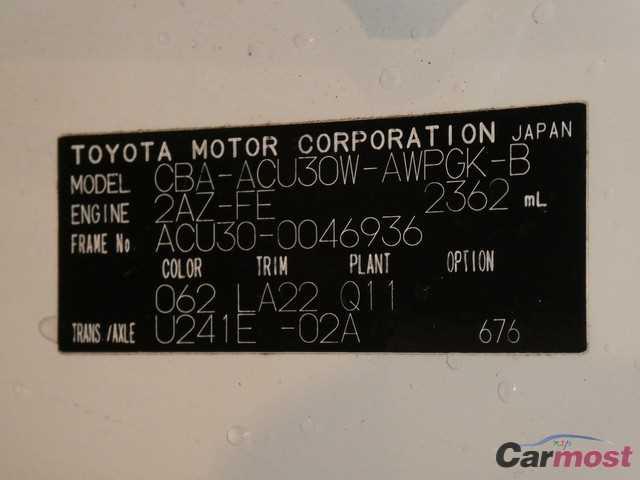 TOYOTA MOTOR CORPORATION JAPAN
MODEL CBA-ACU30W-AWPGK-B
ENGINE 2AZ-FE 2362 mL
FRAME No ACU30-0046936
COLOR TRIM PLANT OPTION
062 LA22 Q11
TRANS/AXLE U241E -02A 676
Carmost